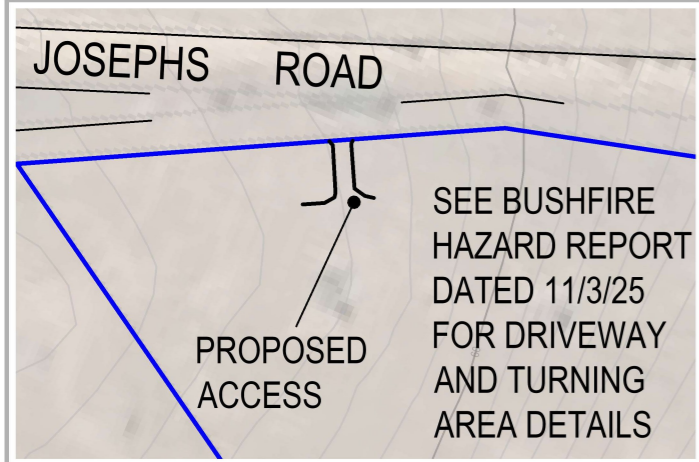 JOSEPHS ROAD
SEE BUSHFIRE
HAZARD REPORT
DATED 11/3/25
FOR DRIVEWAY
AND TURNING
AREA DETAILS
PROPOSED
ACCESS